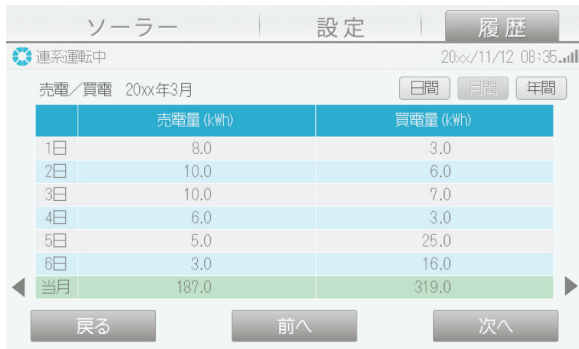 ソーラー 設定 履歴
連系運転中 20xx/11/12 08:35
売電/買電 20xx年3月 日間 月間 年間
売電量(kWh) 買電量(kWh)
1日 8.0 3.0
2日 10.0 6.0
3日 10.0 7.0
4日 6.0 3.0
5日 5.0 25.0
6日 3.0 16.0
当月 187.0 319.0
戻る 前へ 次へ